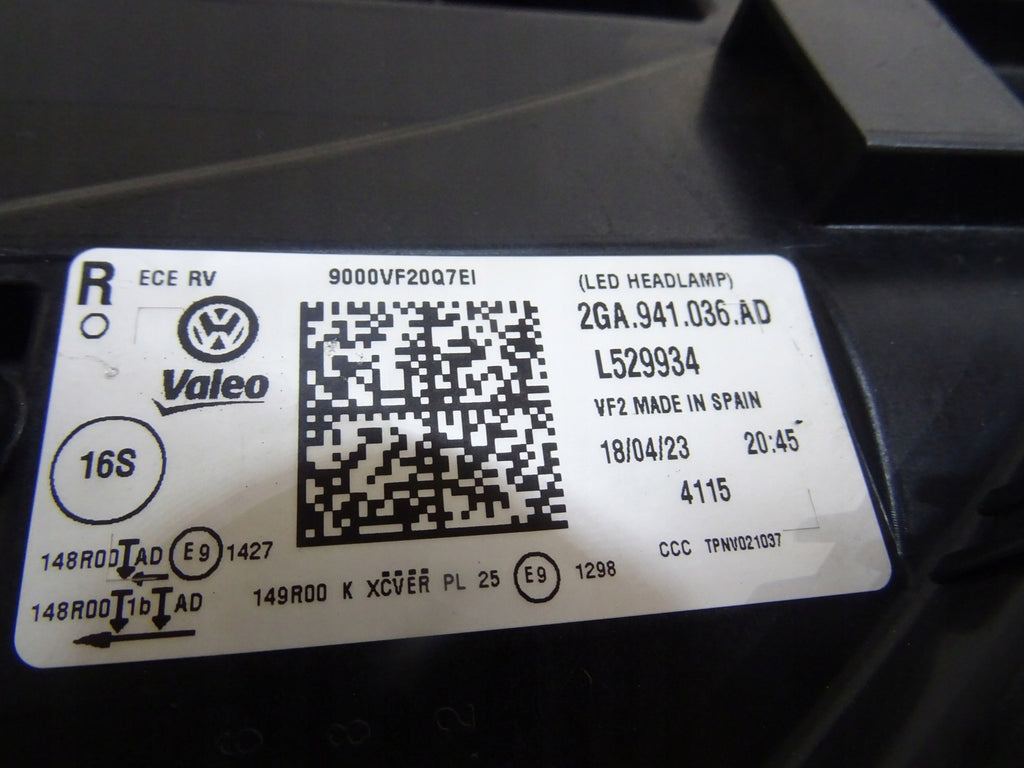 R
ECE RV
9000VF20Q7EI
(LED HEADLAMP)
2GA.941.036.AD
Valeo
L529934
VF2 MADE IN SPAIN
16S
18/04/23 20:45
4115
CCC TPNV021037
148R00 AD E9 1427
148R00 1b AD
149R00 K XCVER PL 25 E9 1298